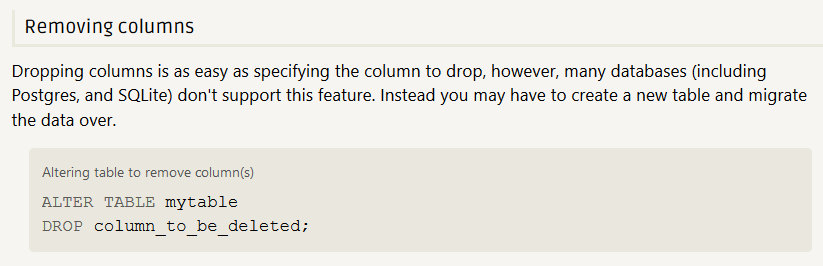 Removing columns
Dropping columns is as easy as specifying the column to drop, however, many databases (including
Postgres, and SQLite) don't support this feature. Instead you may have to create a new table and migrate
the data over.
Altering table to remove column(s)
ALTER TABLE mytable
DROP column_to_be_deleted;